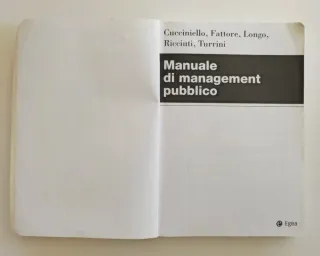 Cucciniello, Fattore, Longo,
Ricciuti, Turrini
Manuale
di management
pubblico
Egea